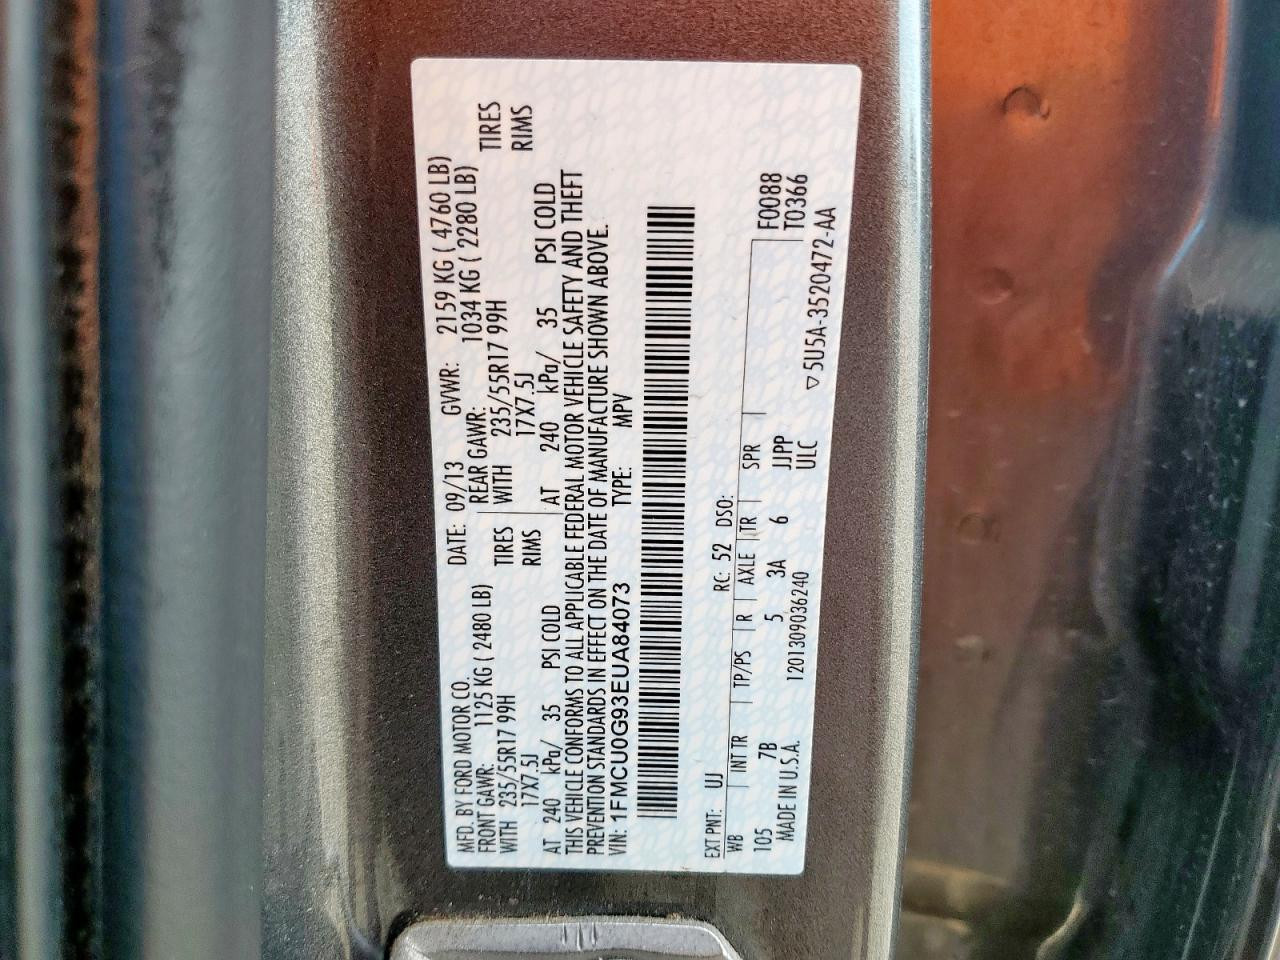 MFD. BY FORD MOTOR CO. DATE: 09/13 GVWR: 2159 KG ( 4760 LB)
FRONT GAWR: 1125 KG ( 2480 LB) REAR GAWR: 1034 KG ( 2280 LB)
WITH 235/55R17 99H TIRES WITH 235/55R17 99H TIRES
17X7.5J RIMS 17X7.5J RIMS
AT 240 kPa/ 35 PSI COLD AT 240 kPa/ 35 PSI COLD
THIS VEHICLE CONFORMS TO ALL APPLICABLE FEDERAL MOTOR VEHICLE SAFETY AND THEFT
PREVENTION STANDARDS IN EFFECT ON THE DATE OF MANUFACTURE SHOWN ABOVE.
VIN: 1FMCU0G93EUA84073 TYPE: MPV
EXT PNT: UJ RC: 52 DSO: F0088
WB INT TR TP/PS R AXLE TR SPR T0366
105 7B 5 3A 6 JJPP
MADE IN U.S.A. 1201309036240 ULC ▽5U5A-3520472-AA